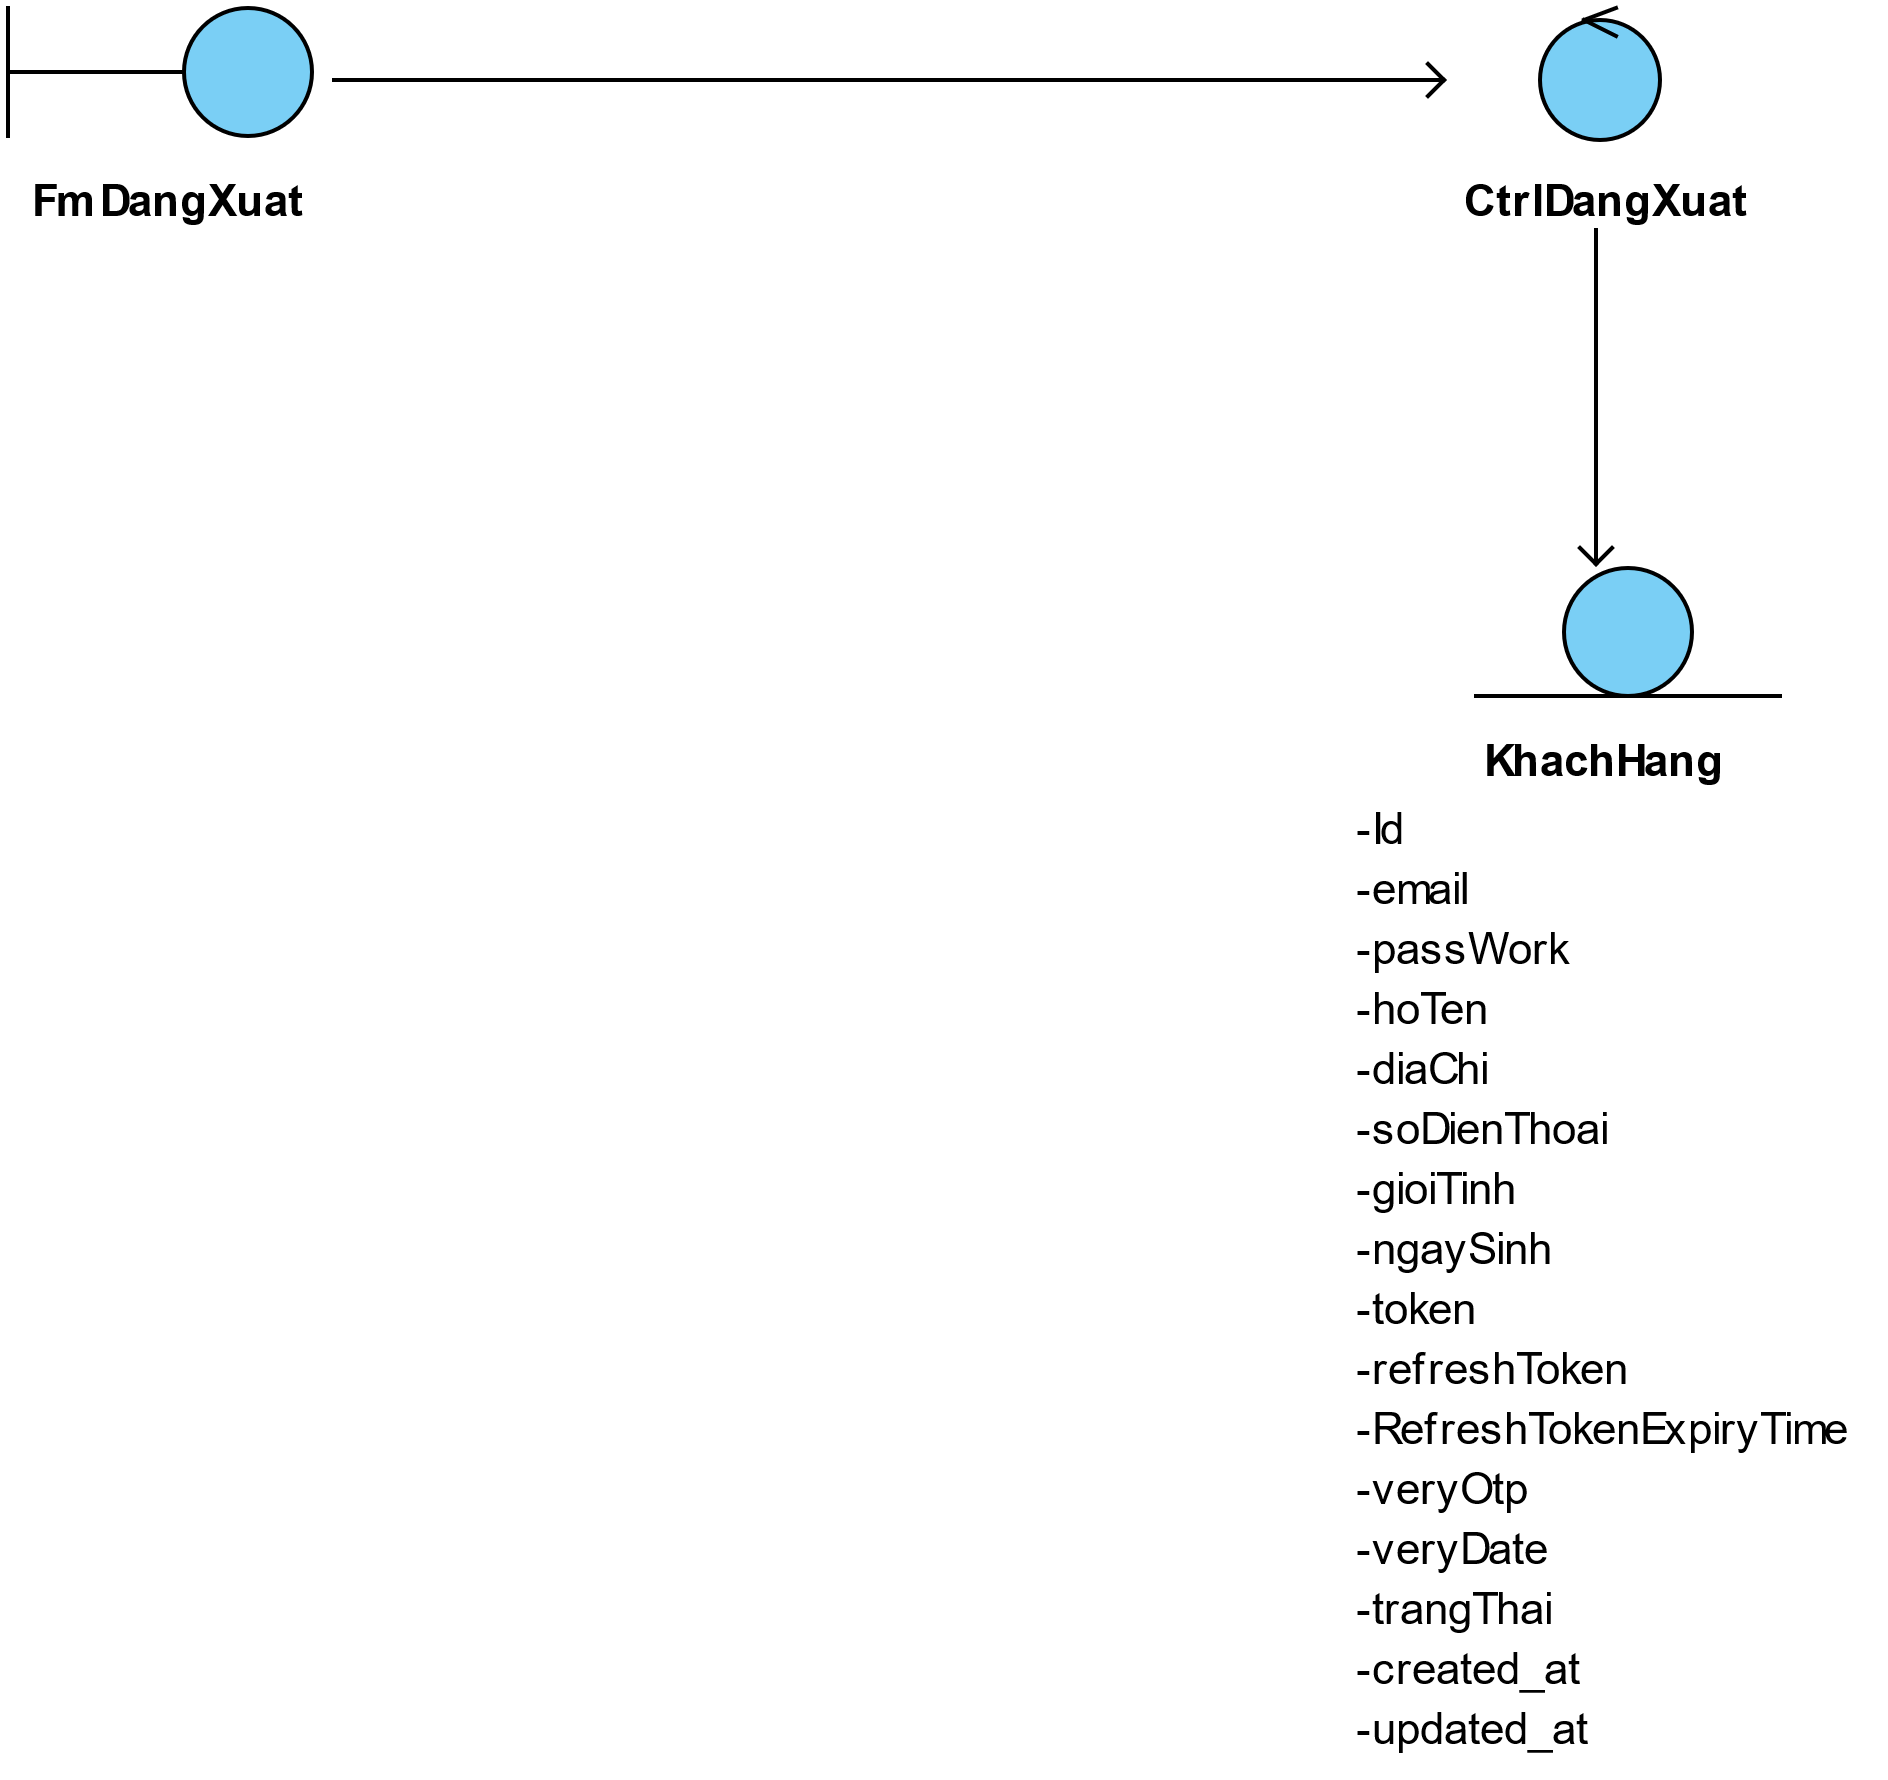 FmDangXuat
CtrlDangXuat
KhachHang
-Id
-email
-passWork
-hoTen
-diaChi
-soDienThoai
-gioiTinh
-ngaySinh
-token
-refreshToken
-RefreshTokenExpiryTime
-veryOtp
-veryDate
-trangThai
-created_at
-updated_at